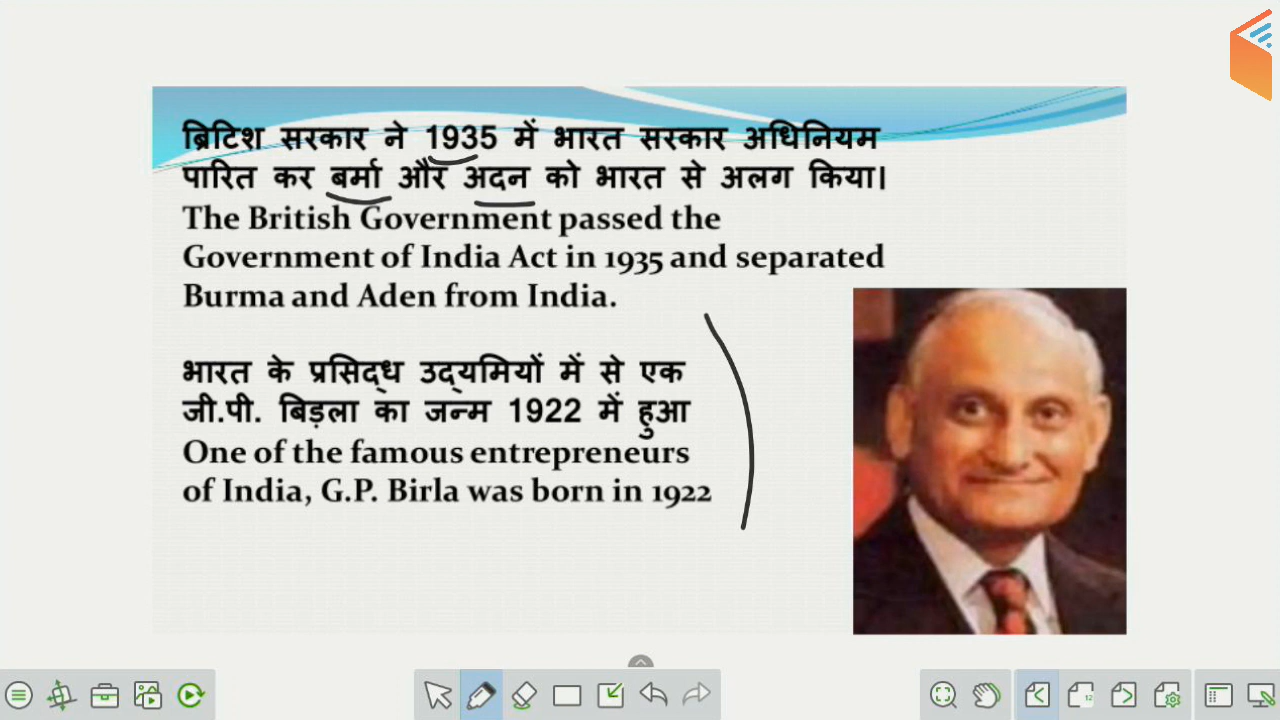 ब्रिटिश सरकार ने 1935 में भारत सरकार अधिनियम
पारित कर बर्मा और अदन को भारत से अलग किया।
The British Government passed the
Government of India Act in 1935 and separated
Burma and Aden from India.
भारत के प्रसिद्ध उद्यमियों में से एक
जी.पी. बिड़ला का जन्म 1922 में हुआ
One of the famous entrepreneurs
of India, G.P. Birla was born in 1922
12